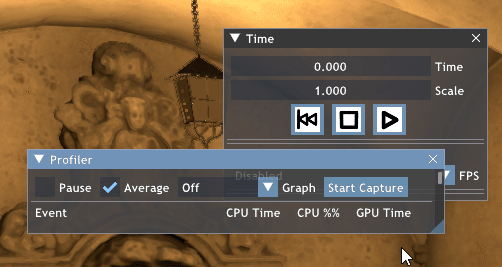 Time
0.000 Time
1.000 Scale
Disabled FPS
Profiler
Pause Average Off Graph Start Capture
Event CPU Time CPU %% GPU Time